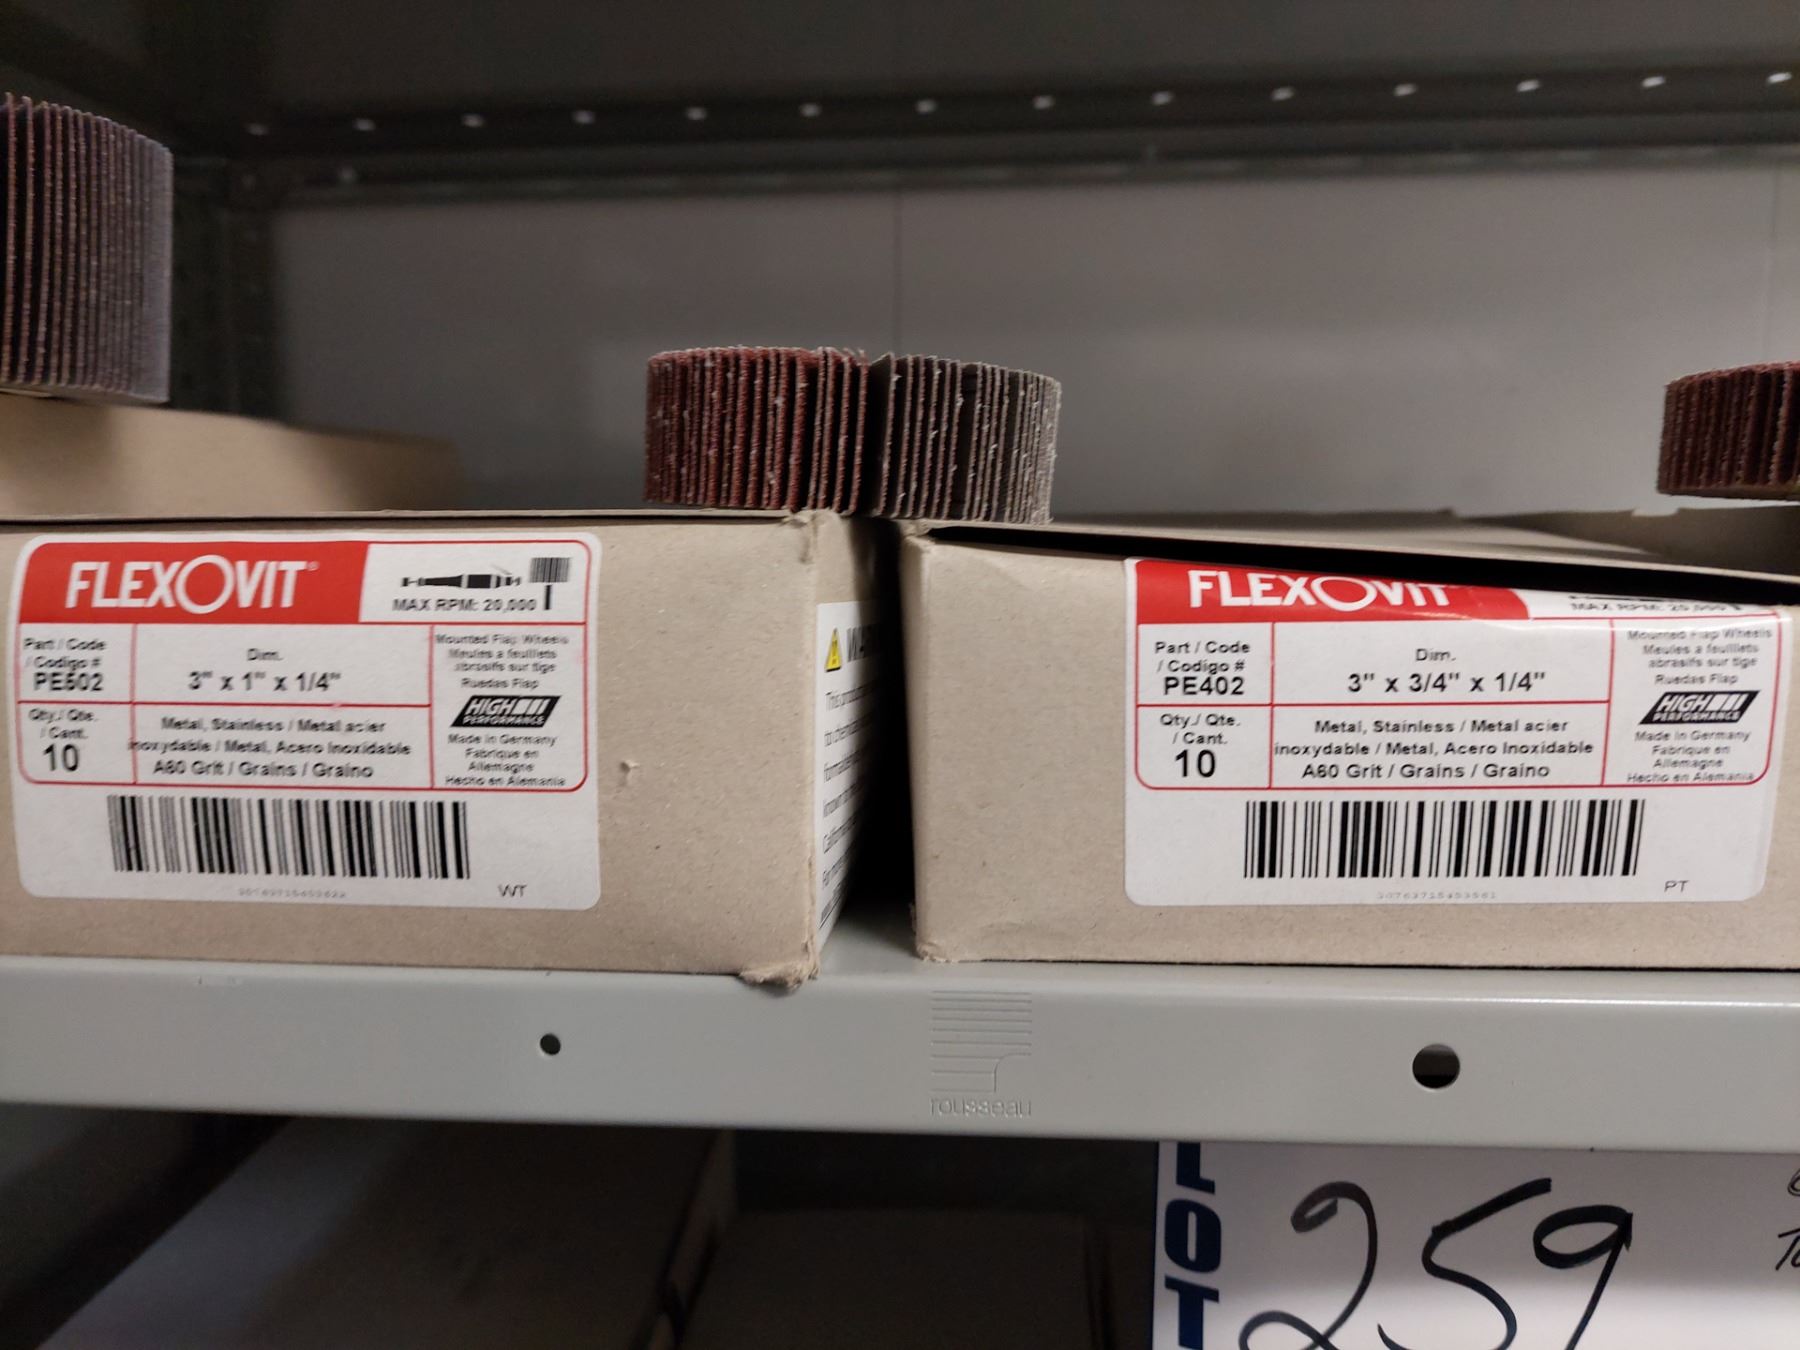 FLEXOVIT®
MAX RPM: 20,000
Part / Code
/ Codigo #
PE602
Dim.
3" x 1" x 1/4"
Mounted Flap Wheels
Meules a feuillets
abrasifs sur tige
Ruedas Flap
HIGH
PERFORMANCE
Made in Germany
Fabrique en
Allemagne
Hecho en Alemania
Qty./ Qte.
/ Cant.
10
Metal, Stainless / Metal acier
inoxydable / Metal, Acero Inoxidable
A60 Grit / Grains / Graino
WT
FLEXOVIT
MAX RPM: 20,000
Part / Code
/ Codigo #
PE402
Dim.
3" x 3/4" x 1/4"
Mounted Flap Wheels
Meules a feuillets
abrasifs sur tige
Ruedas Flap
HIGH
PERFORMANCE
Made in Germany
Fabrique en
Allemagne
Hecho en Alemania
Qty./ Qte.
/ Cant.
10
Metal, Stainless / Metal acier
inoxydable / Metal, Acero Inoxidable
A60 Grit / Grains / Graino
PT
rousseau
LOT
259